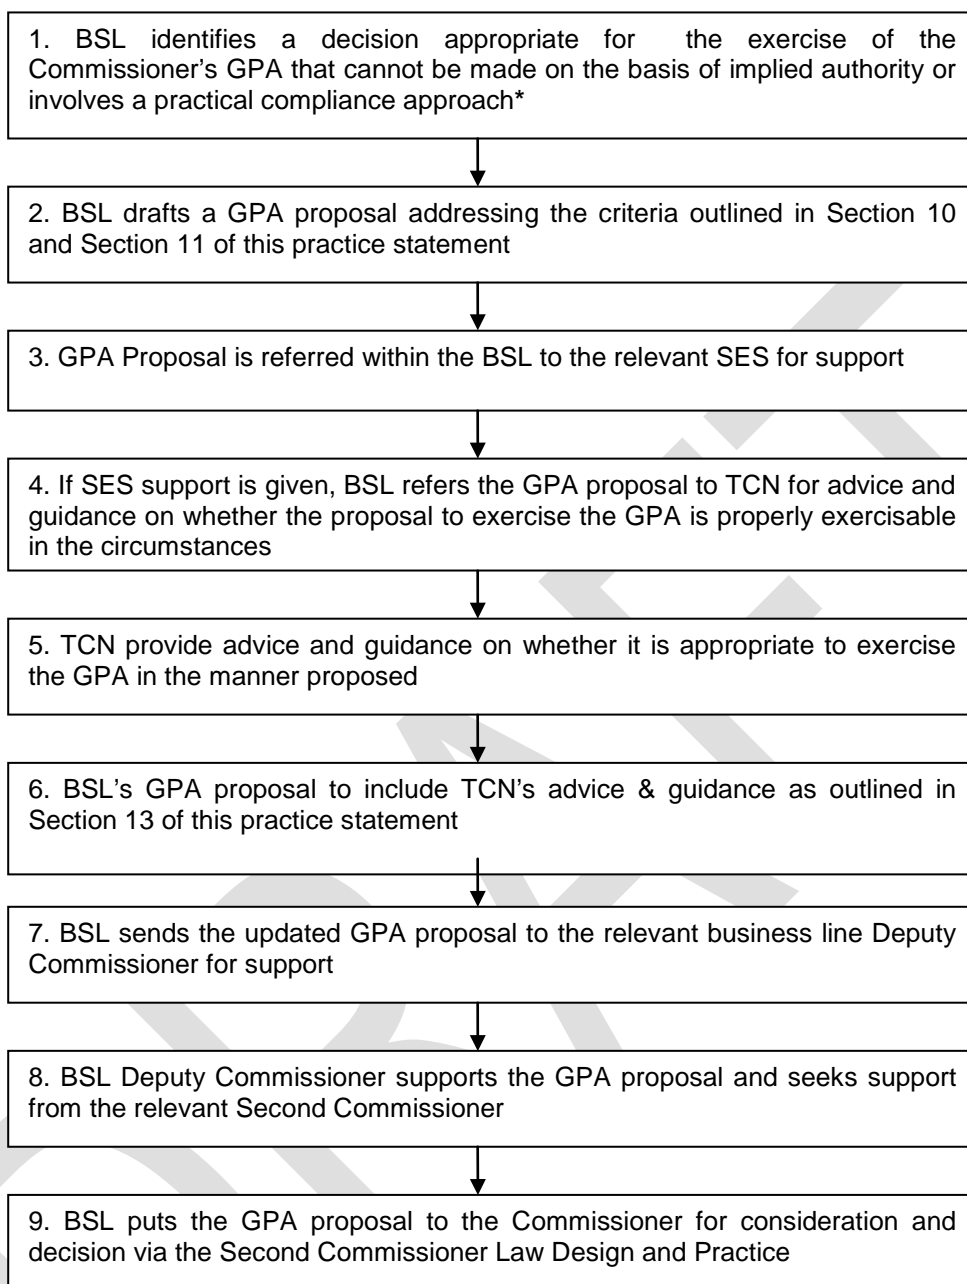 1. BSL identifies a decision appropriate for the exercise of the
Commissioner's GPA that cannot be made on the basis of implied authority or
involves a practical compliance approach*
2. BSL drafts a GPA proposal addressing the criteria outlined in Section 10
and Section 11 of this practice statement
3. GPA Proposal is referred within the BSL to the relevant SES for support
4. If SES support is given, BSL refers the GPA proposal to TCN for advice and
guidance on whether the proposal to exercise the GPA is properly exercisable
in the circumstances
5. TCN provide advice and guidance on whether it is appropriate to exercise
the GPA in the manner proposed
6. BSL's GPA proposal to include TCN's advice & guidance as outlined in
Section 13 of this practice statement
7. BSL sends the updated GPA proposal to the relevant business line Deputy
Commissioner for support
8. BSL Deputy Commissioner supports the GPA proposal and seeks support
from the relevant Second Commissioner
9. BSL puts the GPA proposal to the Commissioner for consideration and
decision via the Second Commissioner Law Design and Practice
DRAFT